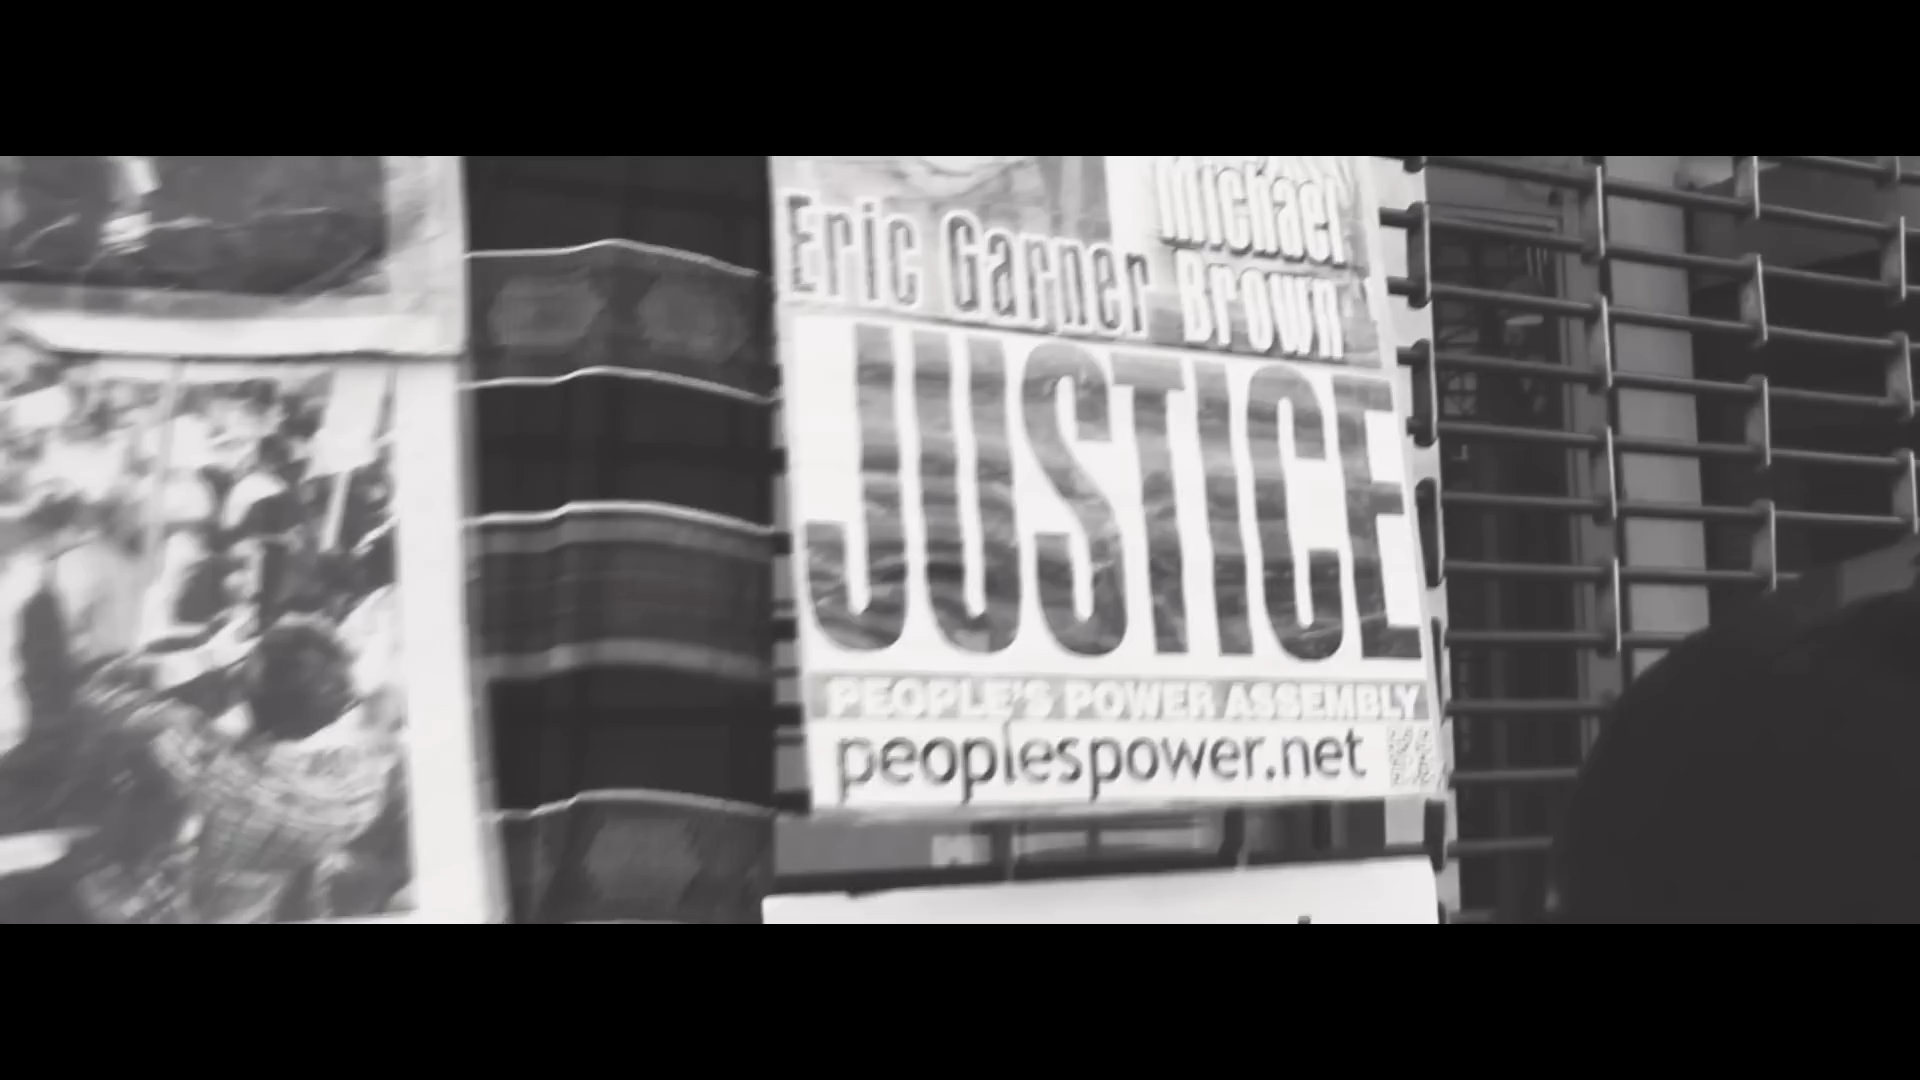 Eric Garner
Michael
Brown
JUSTICE
PEOPLE'S POWER ASSEMBLY
peoplespower.net